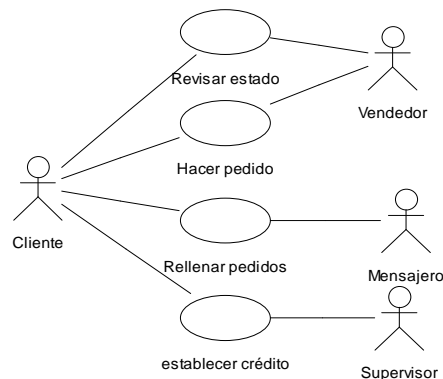 Revisar estado
Vendedor
Hacer pedido
Cliente
Rellenar pedidos
Mensajero
establecer crédito
Supervisor